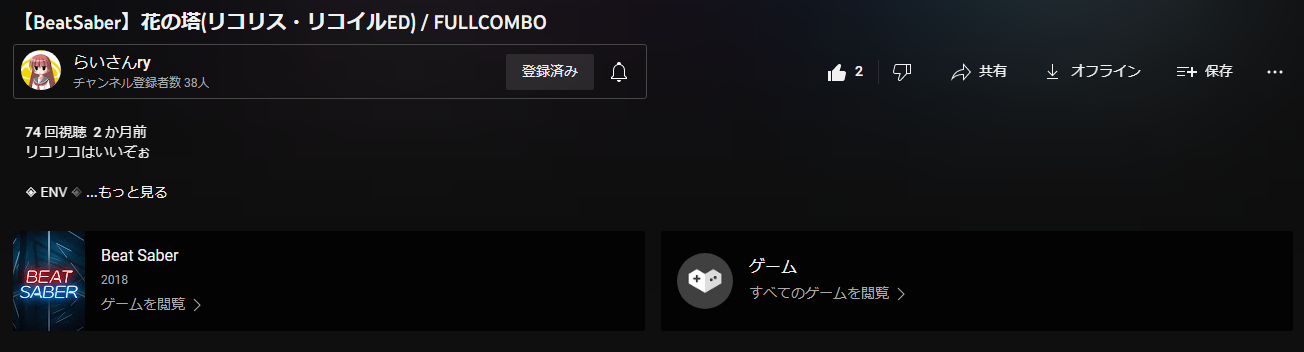 【BeatSaber】花の塔(リコリス・リコイルED) / FULLCOMBO
らいさんry
チャンネル登録者数 38人
登録済み
2
共有
オフライン
保存
74 回視聴 2 か月前
リコリコはいいぞぉ
◈ ENV ◈ ...もっと見る
BEAT
SABER
Beat Saber
2018
ゲームを閲覧
ゲーム
すべてのゲームを閲覧